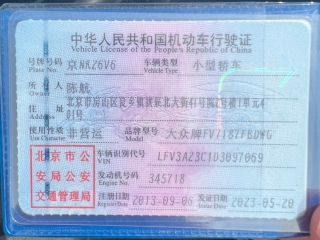 中华人民共和国机动车行驶证
Vehicle License of the People's Republic of China
号牌号码 京NKZ6V6 车辆类型 小型轿车
Plate No. Vehicle Type
所有人 陈航
Owner
住址 北京市房山区良乡镇拱辰北大街
Address
使用性质 非营运 品牌型号 大众牌FV7187FBDWG
Use Character Model
北京市公安局公安交通管理局
车辆识别代号 LFV3A23C1D3097069
VIN
发动机号码 345718
Engine No.
注册日期 2013-09-06 发证日期 2023-05-20
Register Date Issue Date